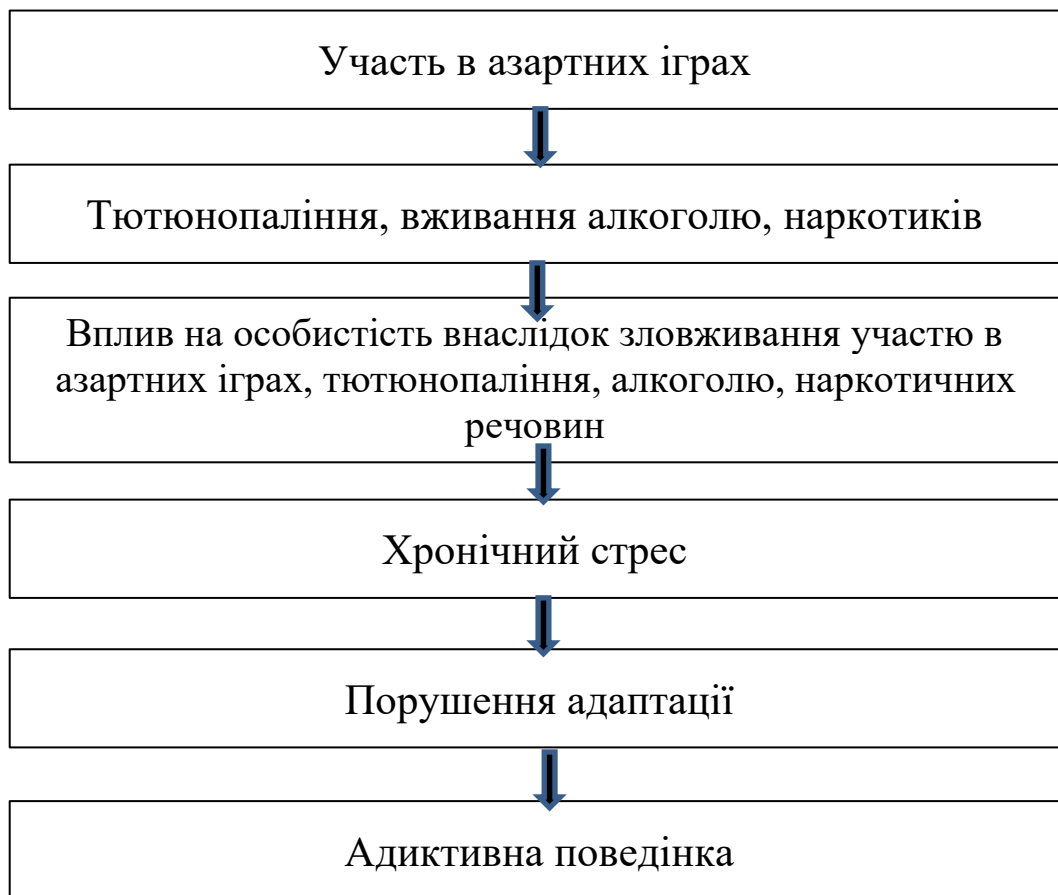 Участь в азартних іграх
Тютюнопаління, вживання алкоголю, наркотиків
Вплив на особистість внаслідок зловживання участю в
азартних іграх, тютюнопаління, алкоголю, наркотичних
речовин
Хронічний стрес
Порушення адаптації
Адиктивна поведінка